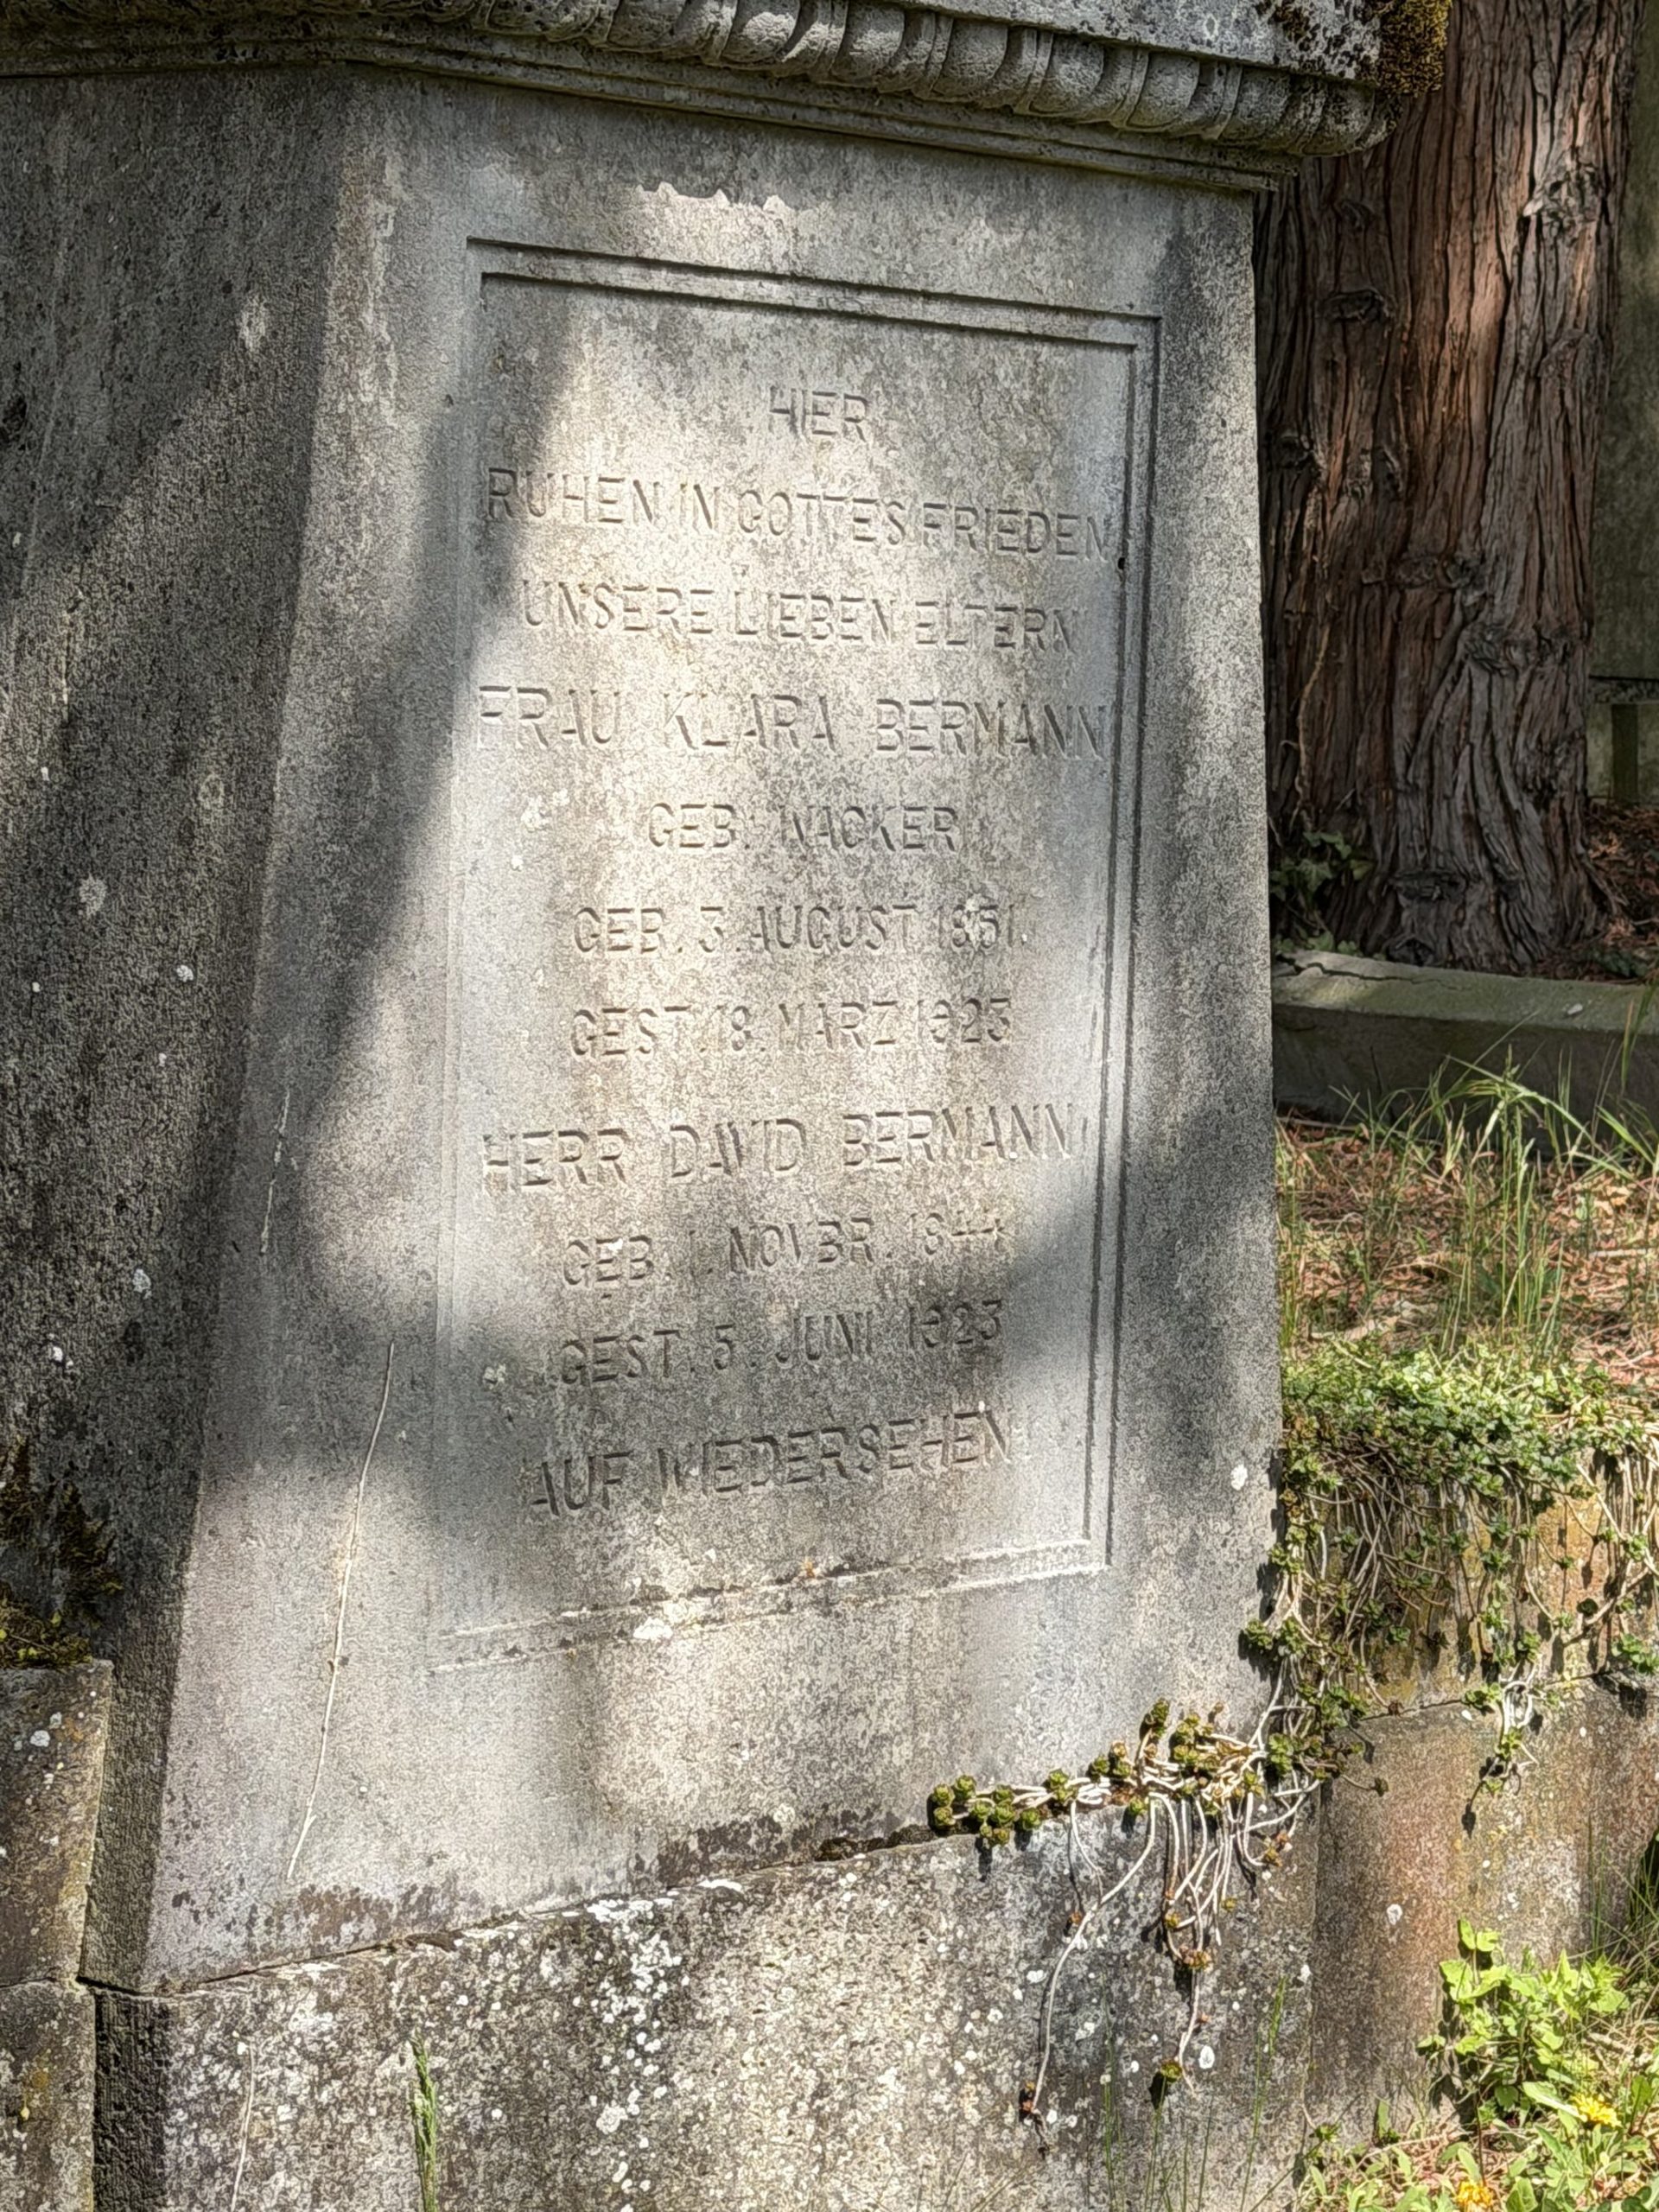 HIER
RUHEN IN GOTTES FRIEDEN
UNSERE LIEBEN ELTERN
FRAU KLARA BERMANN
GEB. WACKER
GEB. 3. AUGUST 1851.
GEST. 18. MÄRZ 1923
HERR DAVID BERMANN
GEB. 1. NOVBR. 1844
GEST. 5. JUNI 1923
AUF WIEDERSEHEN.